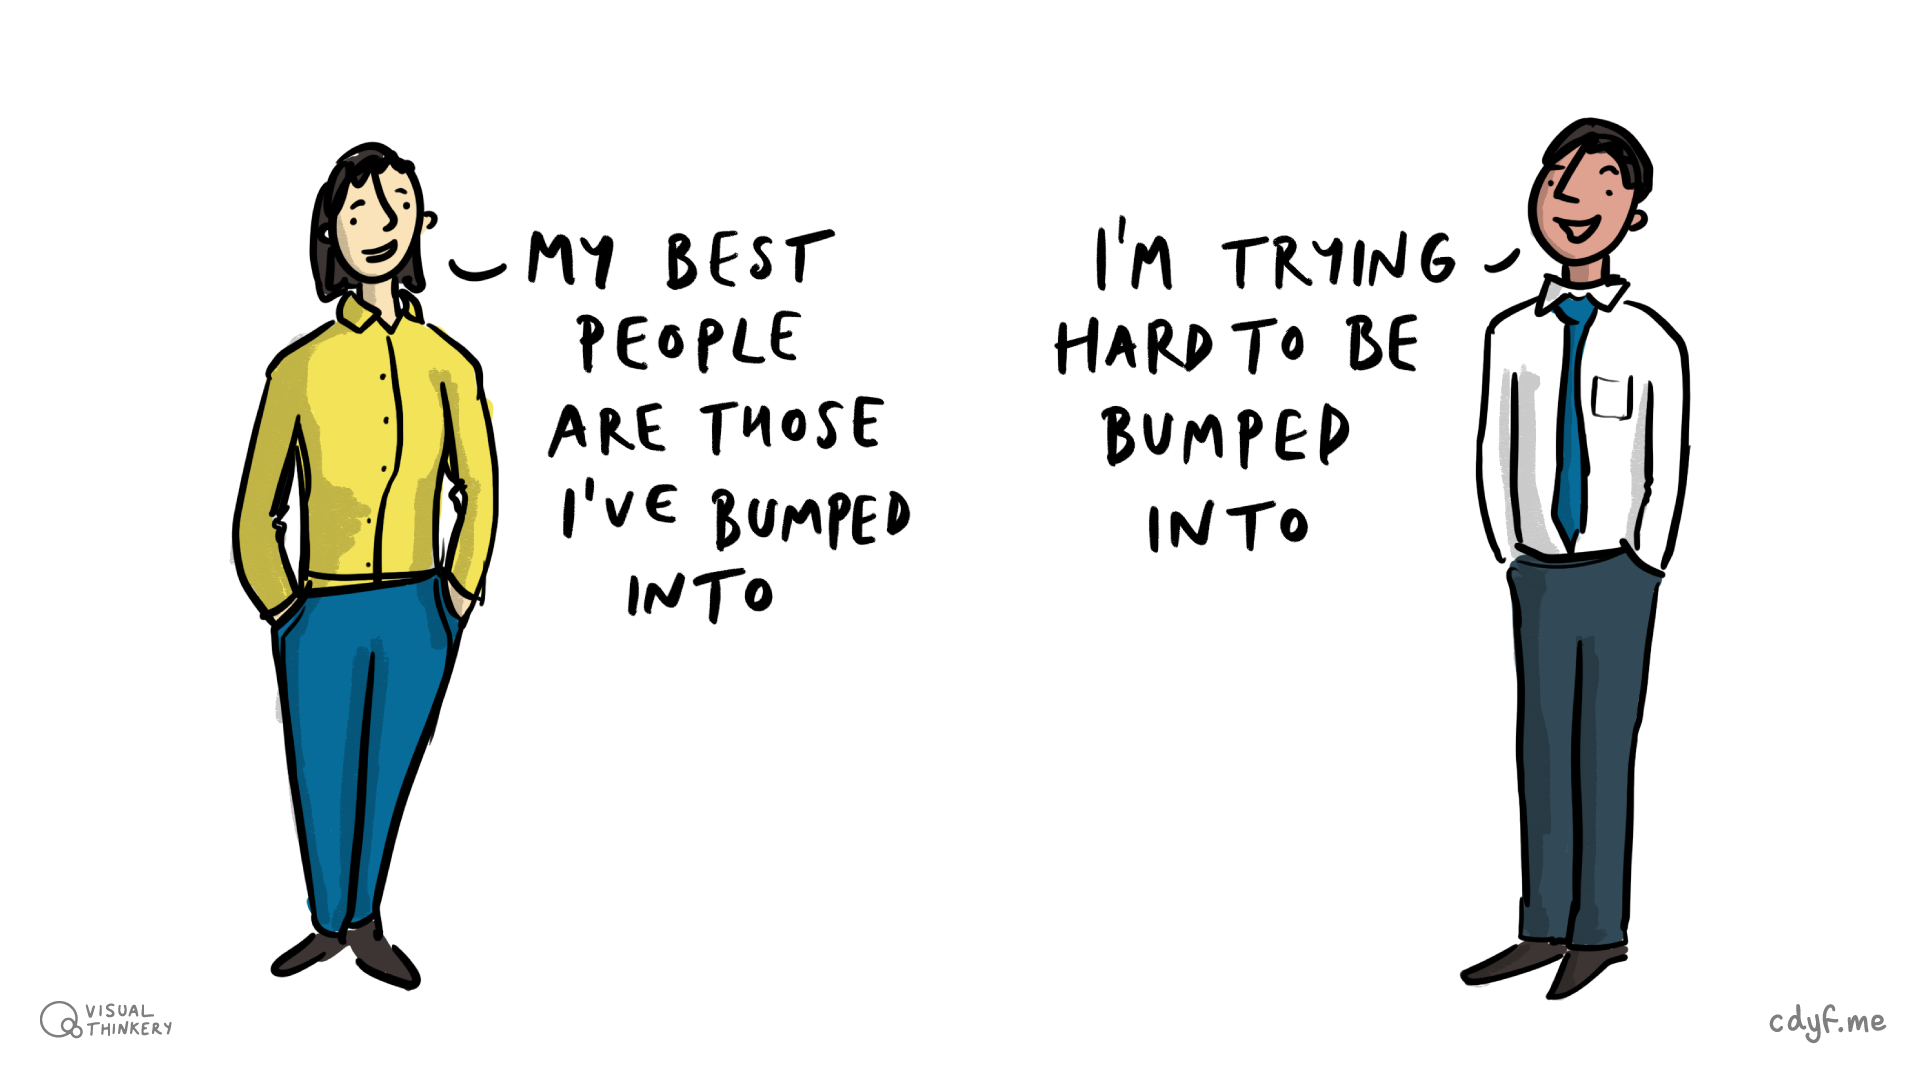 MY BEST
PEOPLE
ARE THOSE
I'VE BUMPED
INTO
I'M TRYING
HARD TO BE
BUMPED
INTO
VISUAL
THINKERY
cdyf.me